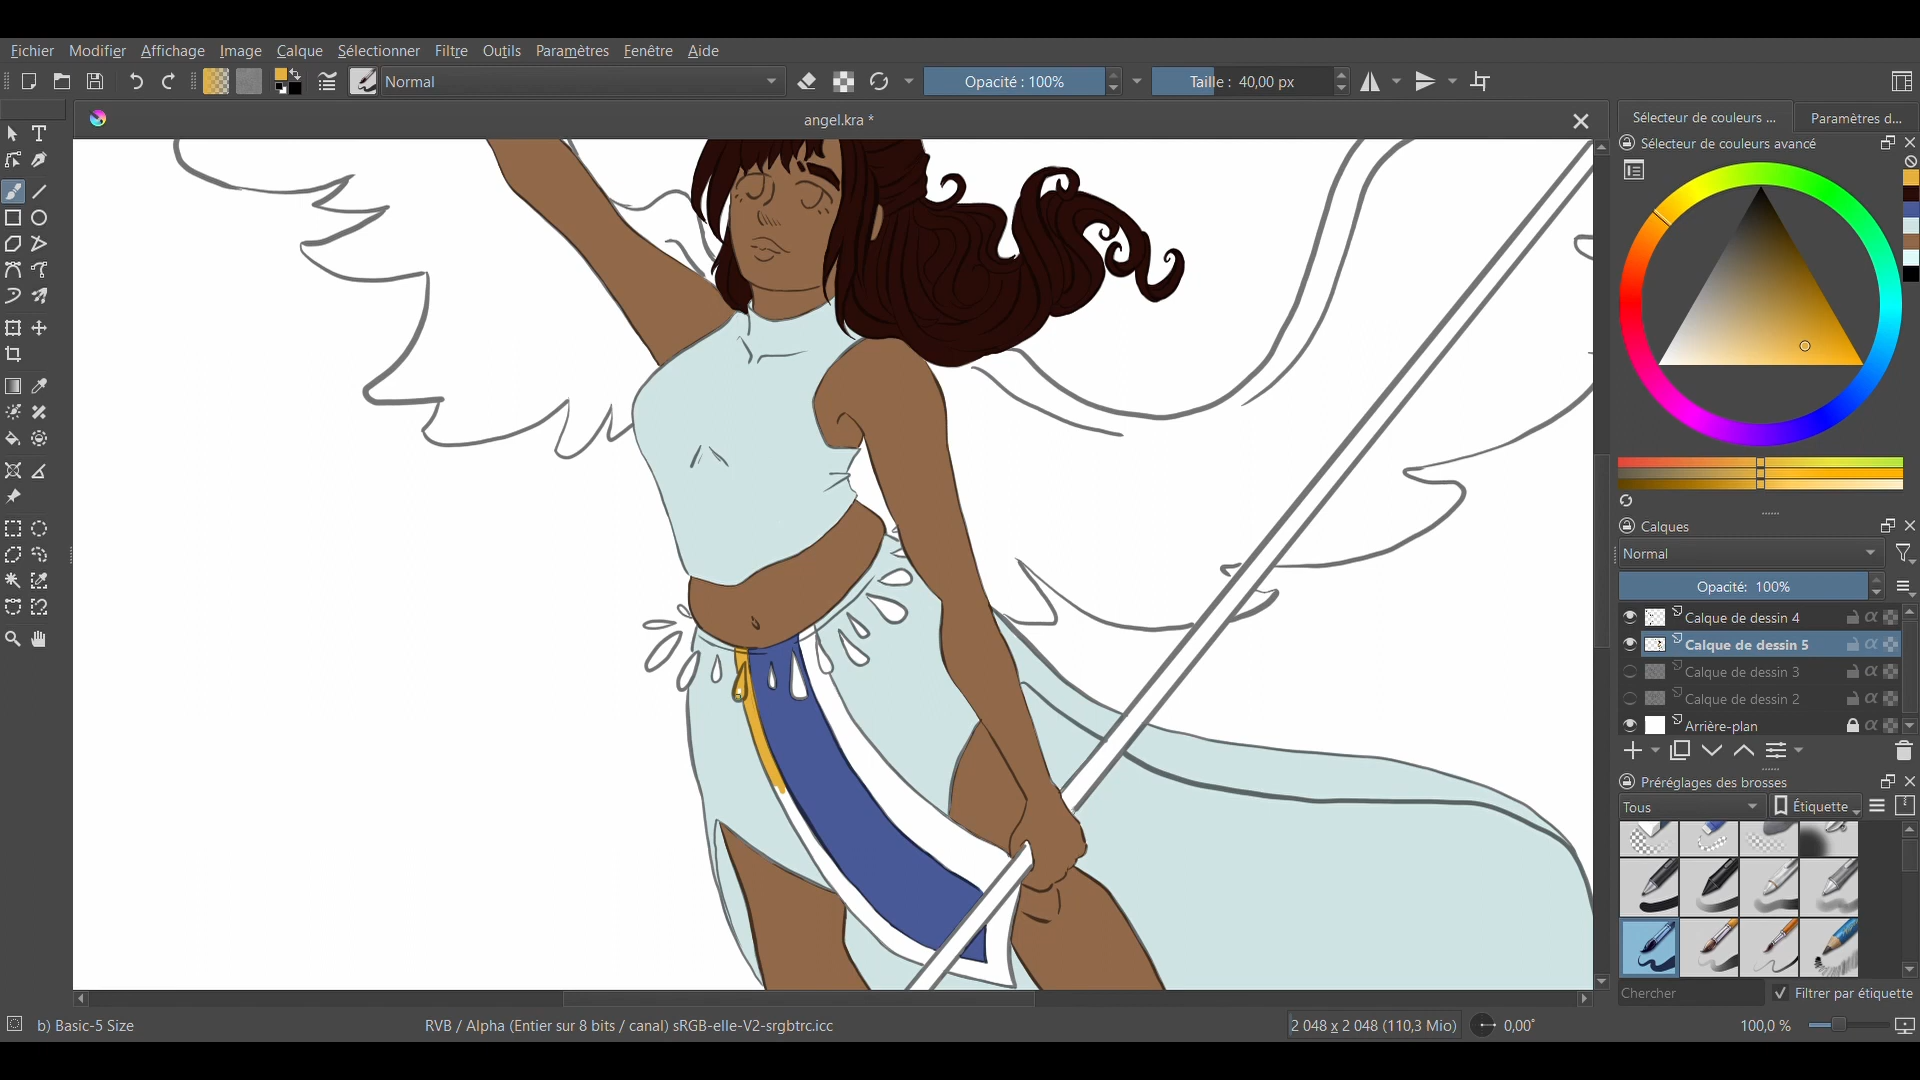 Fichier Modifier Affichage Image Calque Sélectionner Filtre Outils Paramètres Fenêtre Aide
Normal Opacité : 100% Taille : 40,00 px
angel.kra *
Sélecteur de couleurs ... Paramètres d...
Sélecteur de couleurs avancé
Calques
Normal
Opacité: 100%
Calque de dessin 4
Calque de dessin 5
Calque de dessin 3
Calque de dessin 2
Arrière-plan
Préréglages des brosses
Tous Étiquette
Chercher Filtrer par étiquette
b) Basic-5 Size RVB / Alpha (Entier sur 8 bits / canal) sRGB-elle-V2-srgbtrc.icc 2 048 x 2 048 (110,3 Mio) 0,00° 100,0 %